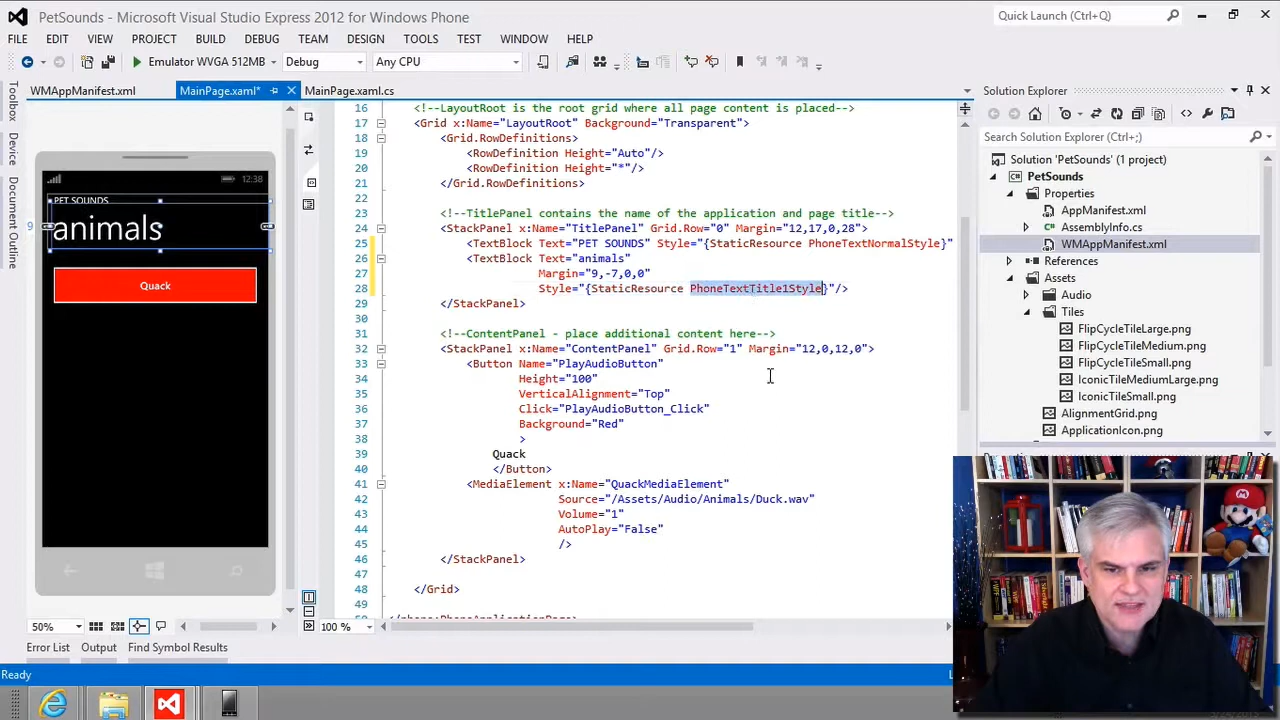 PetSounds - Microsoft Visual Studio Express 2012 for Windows Phone
Quick Launch (Ctrl+Q)
FILE EDIT VIEW PROJECT BUILD DEBUG TEAM DESIGN TOOLS TEST WINDOW HELP
Emulator WVGA 512MB Debug Any CPU
Toolbox
Device
Document Outline
WMAppManifest.xml MainPage.xaml* MainPage.xaml.cs
12:38
PET SOUNDS
animals
9
Quack
50%
16 <!--LayoutRoot is the root grid where all page content is placed-->
17 <Grid x:Name="LayoutRoot" Background="Transparent">
18 <Grid.RowDefinitions>
19 <RowDefinition Height="Auto"/>
20 <RowDefinition Height="*"/>
21 </Grid.RowDefinitions>
22
23 <!--TitlePanel contains the name of the application and page title-->
24 <StackPanel x:Name="TitlePanel" Grid.Row="0" Margin="12,17,0,28">
25 <TextBlock Text="PET SOUNDS" Style="{StaticResource PhoneTextNormalStyle}"
26 <TextBlock Text="animals"
27 Margin="9,-7,0,0"
28 Style="{StaticResource PhoneTextTitle1Style}"/>
29 </StackPanel>
30
31 <!--ContentPanel - place additional content here-->
32 <StackPanel x:Name="ContentPanel" Grid.Row="1" Margin="12,0,12,0">
33 <Button Name="PlayAudioButton"
34 Height="100"
35 VerticalAlignment="Top"
36 Click="PlayAudioButton_Click"
37 Background="Red"
38 >
39 Quack
40 </Button>
41 <MediaElement x:Name="QuackMediaElement"
42 Source="/Assets/Audio/Animals/Duck.wav"
43 Volume="1"
44 AutoPlay="False"
45 />
46 </StackPanel>
47
48 </Grid>
49
100 %
Solution Explorer
Search Solution Explorer (Ctrl+;)
Solution 'PetSounds' (1 project)
PetSounds
Properties
AppManifest.xml
AssemblyInfo.cs
WMAppManifest.xml
References
Assets
Audio
Tiles
FlipCycleTileLarge.png
FlipCycleTileMedium.png
FlipCycleTileSmall.png
IconicTileMediumLarge.png
IconicTileSmall.png
AlignmentGrid.png
ApplicationIcon.png
Error List Output Find Symbol Results
Ready